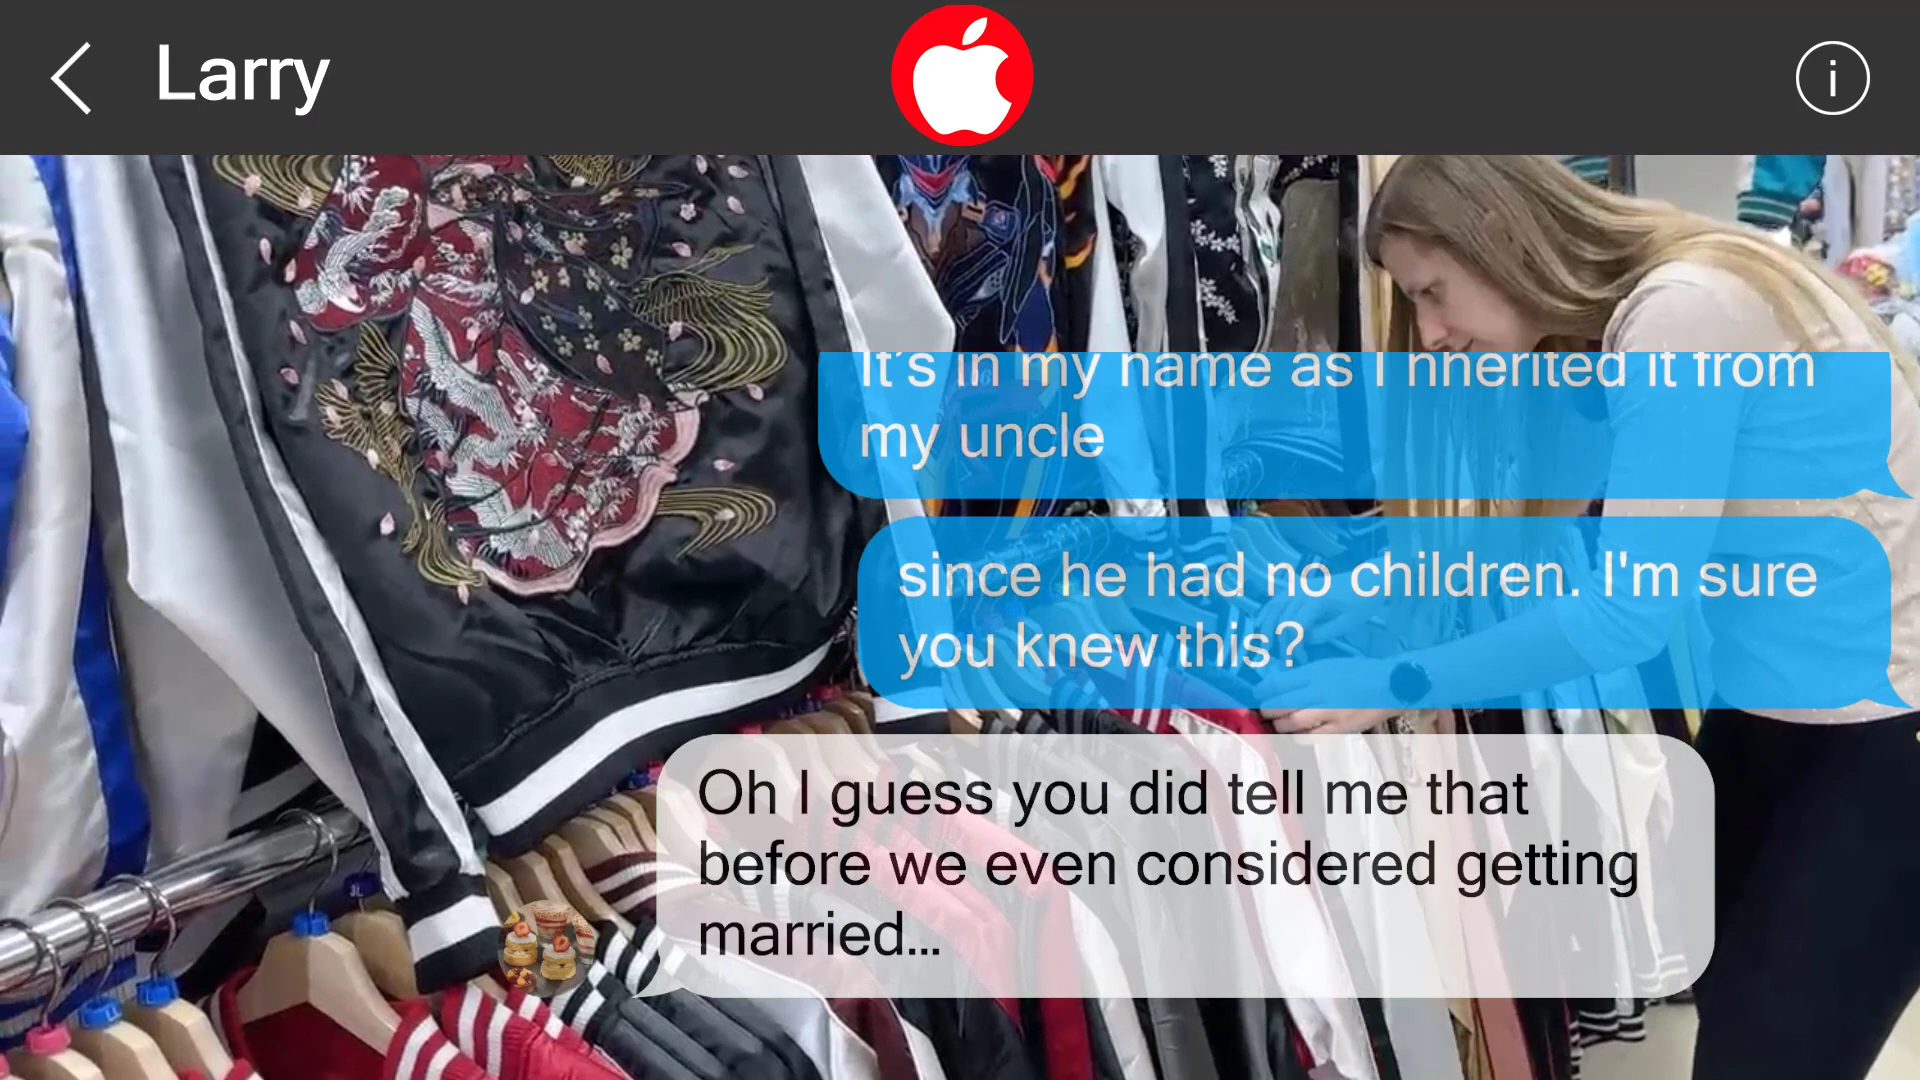 Larry
It's in my name as I nherited it from
my uncle
since he had no children. I'm sure
you knew this?
Oh I guess you did tell me that
before we even considered getting
married...